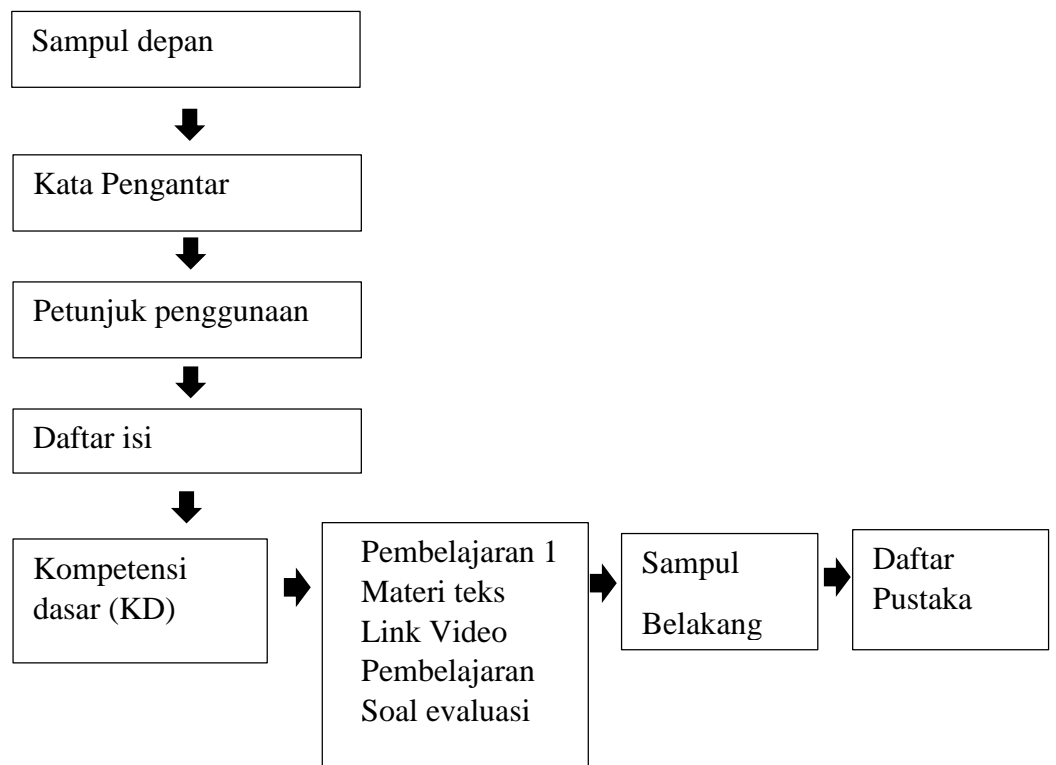 Sampul depan
Kata Pengantar
Petunjuk penggunaan
Daftar isi
Kompetensi
dasar (KD)
Pembelajaran 1
Materi teks
Link Video
Pembelajaran
Soal evaluasi
Sampul
Belakang
Daftar
Pustaka